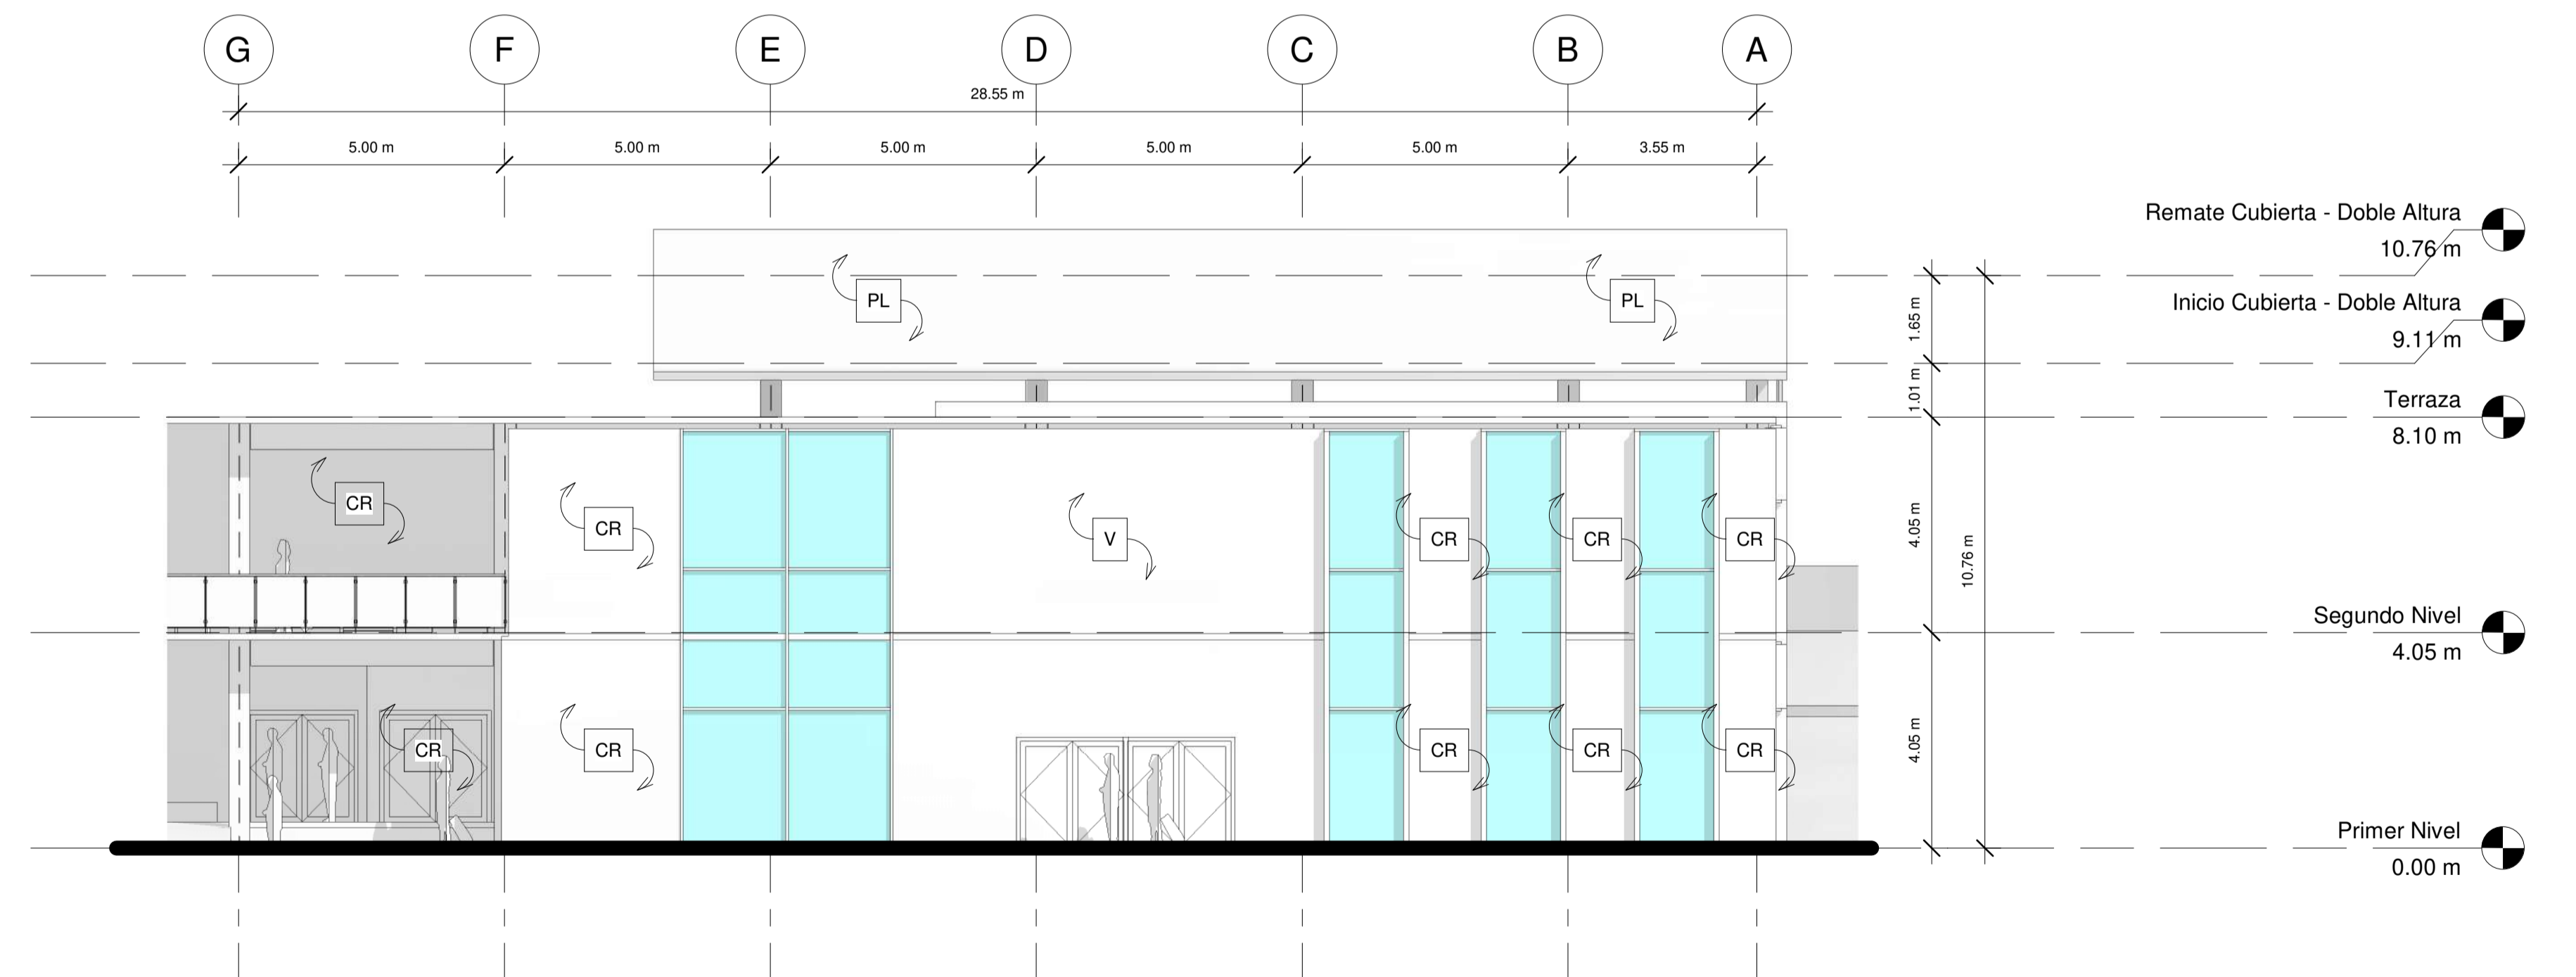 G F E D C B A
28.55 m
5.00 m 5.00 m 5.00 m 5.00 m 5.00 m 3.55 m
Remate Cubierta - Doble Altura
10.76 m
Inicio Cubierta - Doble Altura
9.11 m
Terraza
8.10 m
Segundo Nivel
4.05 m
Primer Nivel
0.00 m
1.65 m
1.01 m
4.05 m
4.05 m
10.76 m
PL PL
CR CR V CR CR CR
CR CR CR CR CR